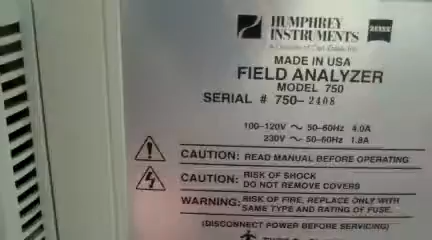 HUMPHREY
INSTRUMENTS
ZEISS
A Division of Carl Zeiss, Inc.
MADE IN USA
FIELD ANALYZER
MODEL 750
SERIAL # 750-2408
100-120V ~ 50-60Hz 4.0A
230V ~ 50-60Hz 1.8A
CAUTION: READ MANUAL BEFORE OPERATING
CAUTION: RISK OF SHOCK
DO NOT REMOVE COVERS
WARNING: RISK OF FIRE, REPLACE ONLY WITH
SAME TYPE AND RATING OF FUSE.
(DISCONNECT POWER BEFORE SERVICING)